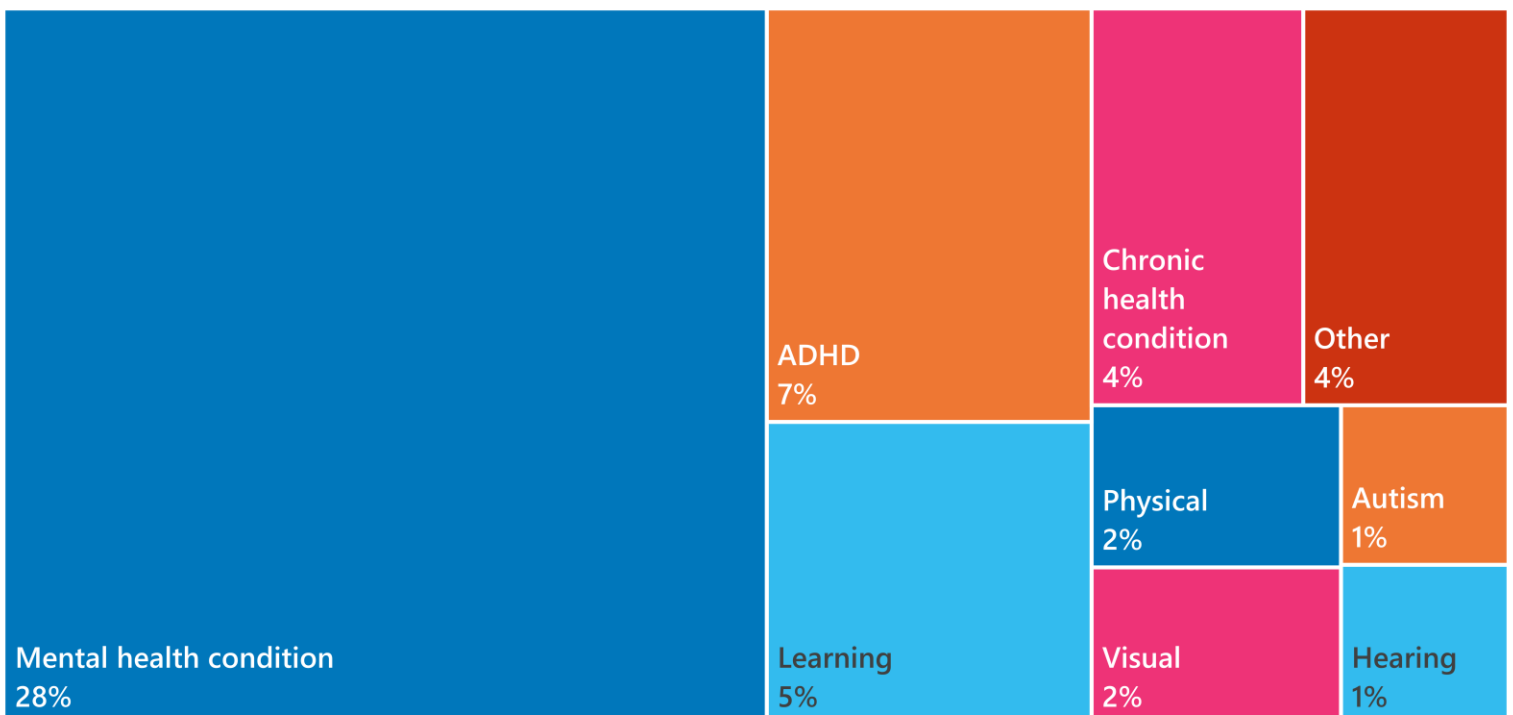 Mental health condition
28%
ADHD
7%
Learning
5%
Chronic
health
condition
4%
Other
4%
Physical
2%
Autism
1%
Visual
2%
Hearing
1%